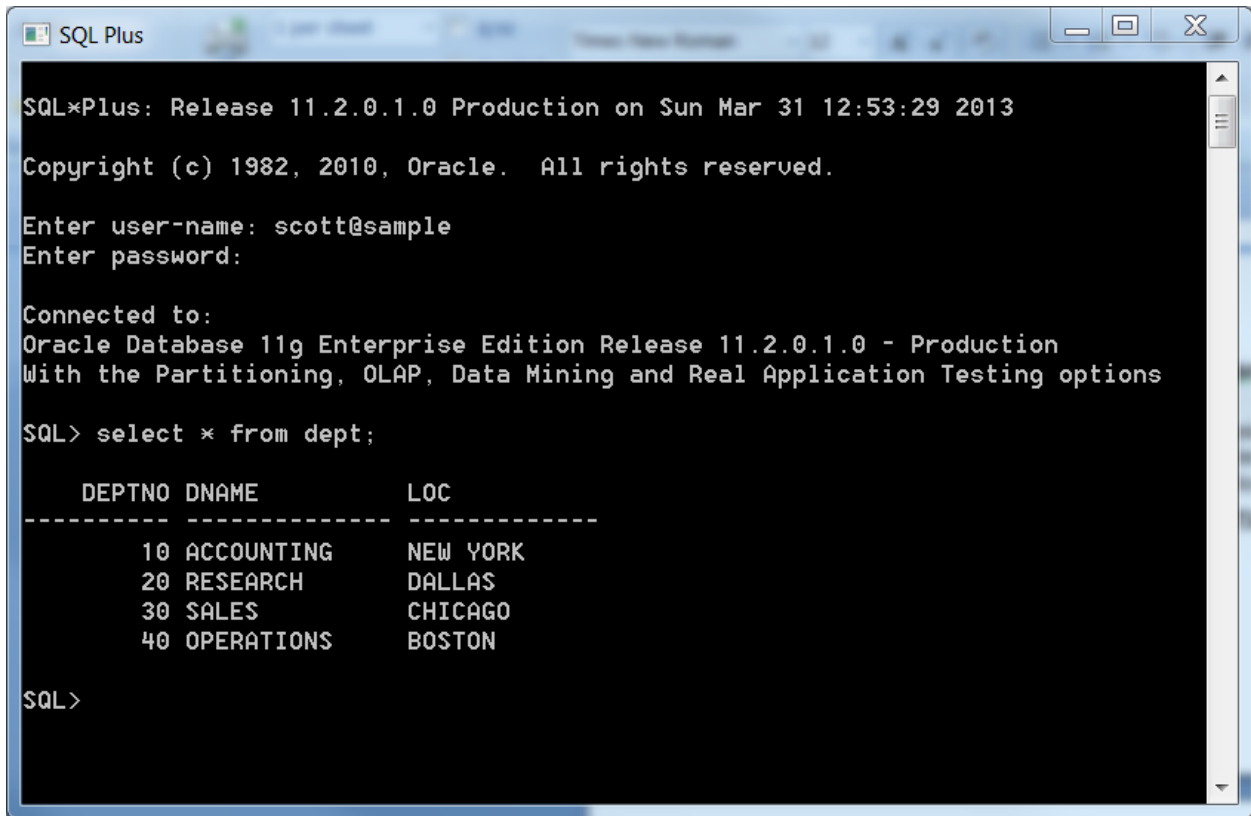 SQL Plus
SQL*Plus: Release 11.2.0.1.0 Production on Sun Mar 31 12:53:29 2013
Copyright (c) 1982, 2010, Oracle.  All rights reserved.
Enter user-name: scott@sample
Enter password:
Connected to:
Oracle Database 11g Enterprise Edition Release 11.2.0.1.0 - Production
With the Partitioning, OLAP, Data Mining and Real Application Testing options
SQL> select * from dept;
    DEPTNO DNAME          LOC
---------- -------------- -------------
        10 ACCOUNTING     NEW YORK
        20 RESEARCH       DALLAS
        30 SALES          CHICAGO
        40 OPERATIONS     BOSTON
SQL>